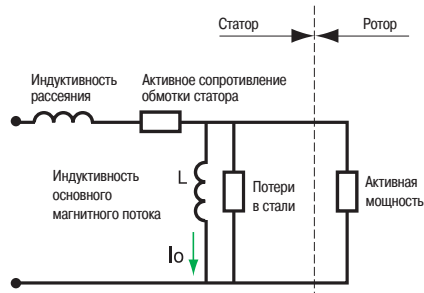 Статор
Ротор
Индуктивность
рассеяния
Активное сопротивление
обмотки статора
Индуктивность
основного
магнитного потока
L
Потери
в стали
Активная
мощность
Io